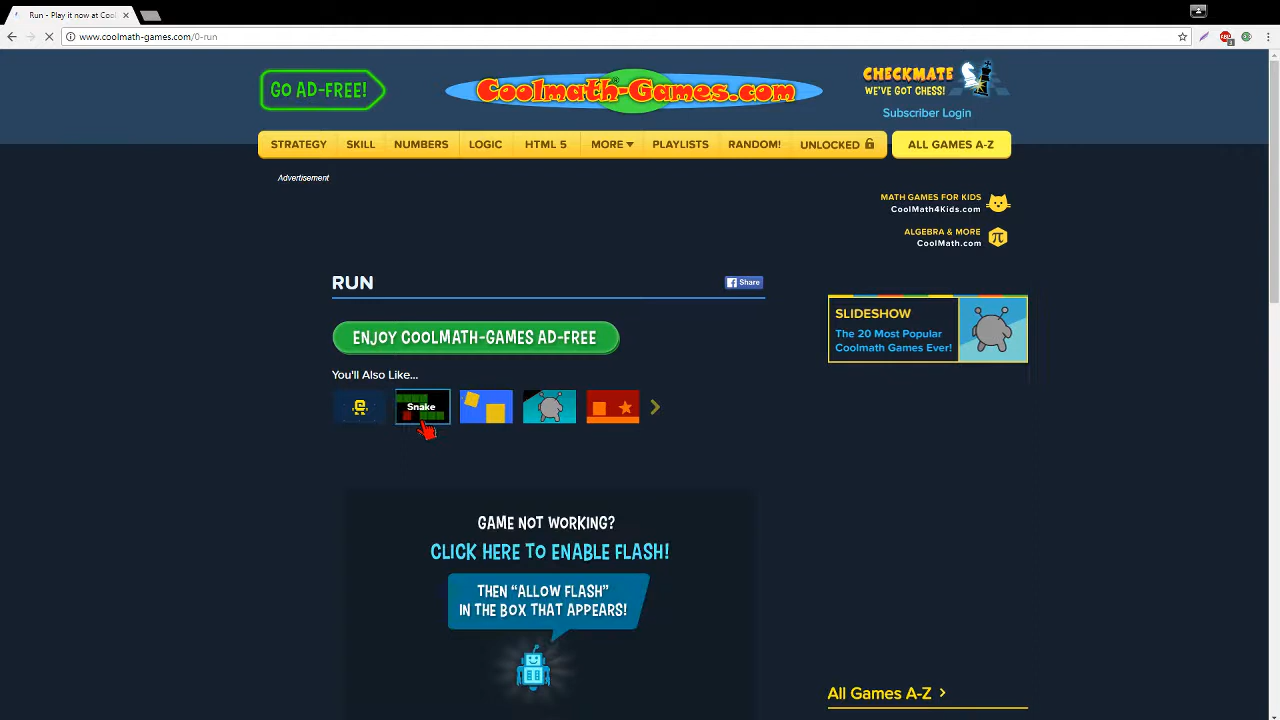 Run - Play it now at Cool
www.coolmath-games.com/0-run
GO AD-FREE!
Coolmath-Games.com
CHECKMATE
WE'VE GOT CHESS!
Subscriber Login
STRATEGY SKILL NUMBERS LOGIC HTML 5 MORE PLAYLISTS RANDOM! UNLOCKED ALL GAMES A-Z
Advertisement
MATH GAMES FOR KIDS
CoolMath4Kids.com
ALGEBRA & MORE
CoolMath.com
RUN
Share
ENJOY COOLMATH-GAMES AD-FREE
SLIDESHOW
The 20 Most Popular
Coolmath Games Ever!
You'll Also Like...
Snake
GAME NOT WORKING?
CLICK HERE TO ENABLE FLASH!
THEN “ALLOW FLASH”
IN THE BOX THAT APPEARS!
All Games A-Z >